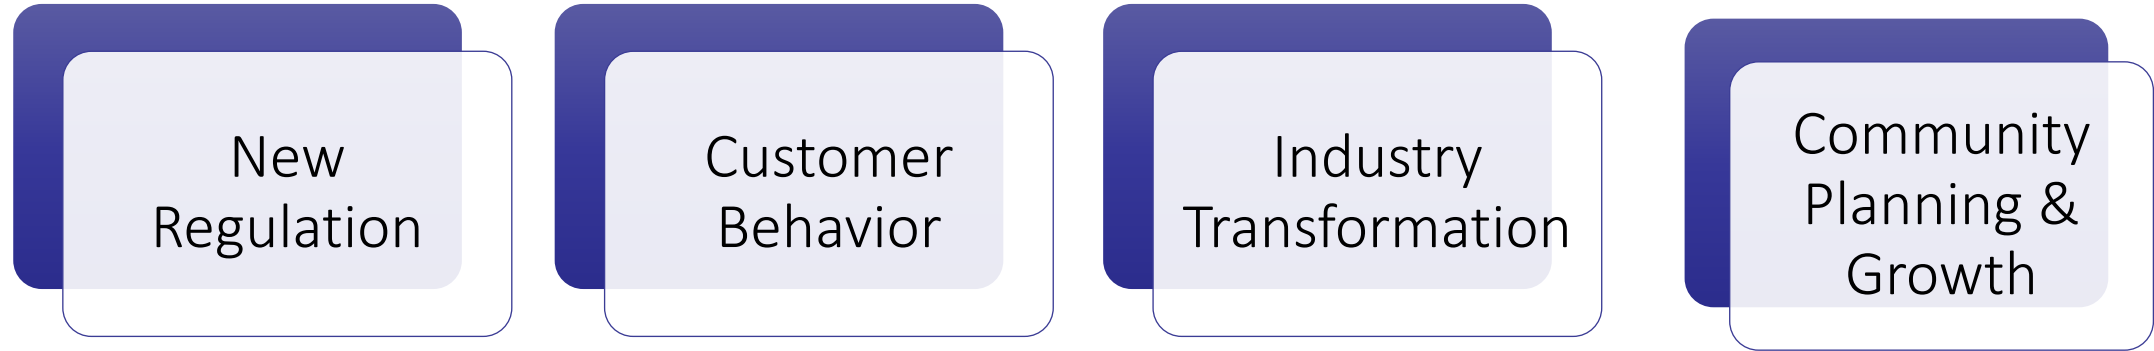 New
Regulation
Customer
Behavior
Industry
Transformation
Community
Planning &
Growth